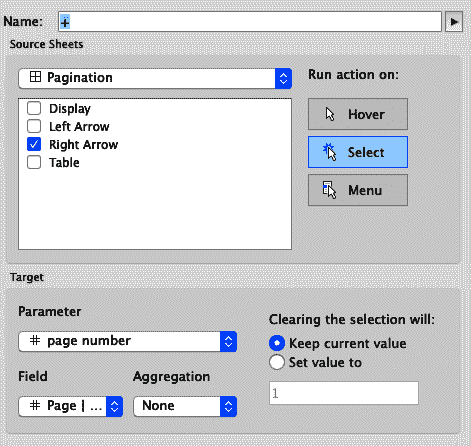 Name: +
Source Sheets
Pagination
Run action on:
Display
Left Arrow
Right Arrow
Table
Hover
Select
Menu
Target
Parameter
# page number
Clearing the selection will:
Keep current value
Set value to
1
Field
Aggregation
# Page | ...
None